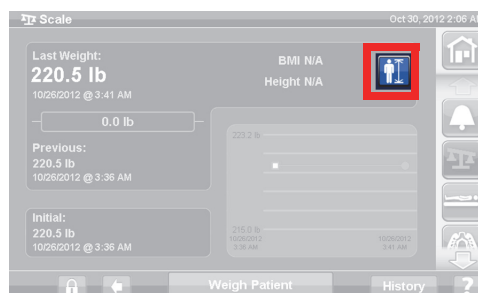 Scale
Oct 30, 2012 2:06 A
Last Weight:
220.5 lb
10/26/2012 @ 3:41 AM
BMI N/A
Height N/A
0.0 lb
Previous:
220.5 lb
10/26/2012 @ 3:36 AM
223.2 lb
Initial:
220.5 lb
10/26/2012 @ 3:36 AM
215.0 lb
10/26/2012
3:36 AM
10/26/2012
3:41 AM
Weigh Patient
History
?